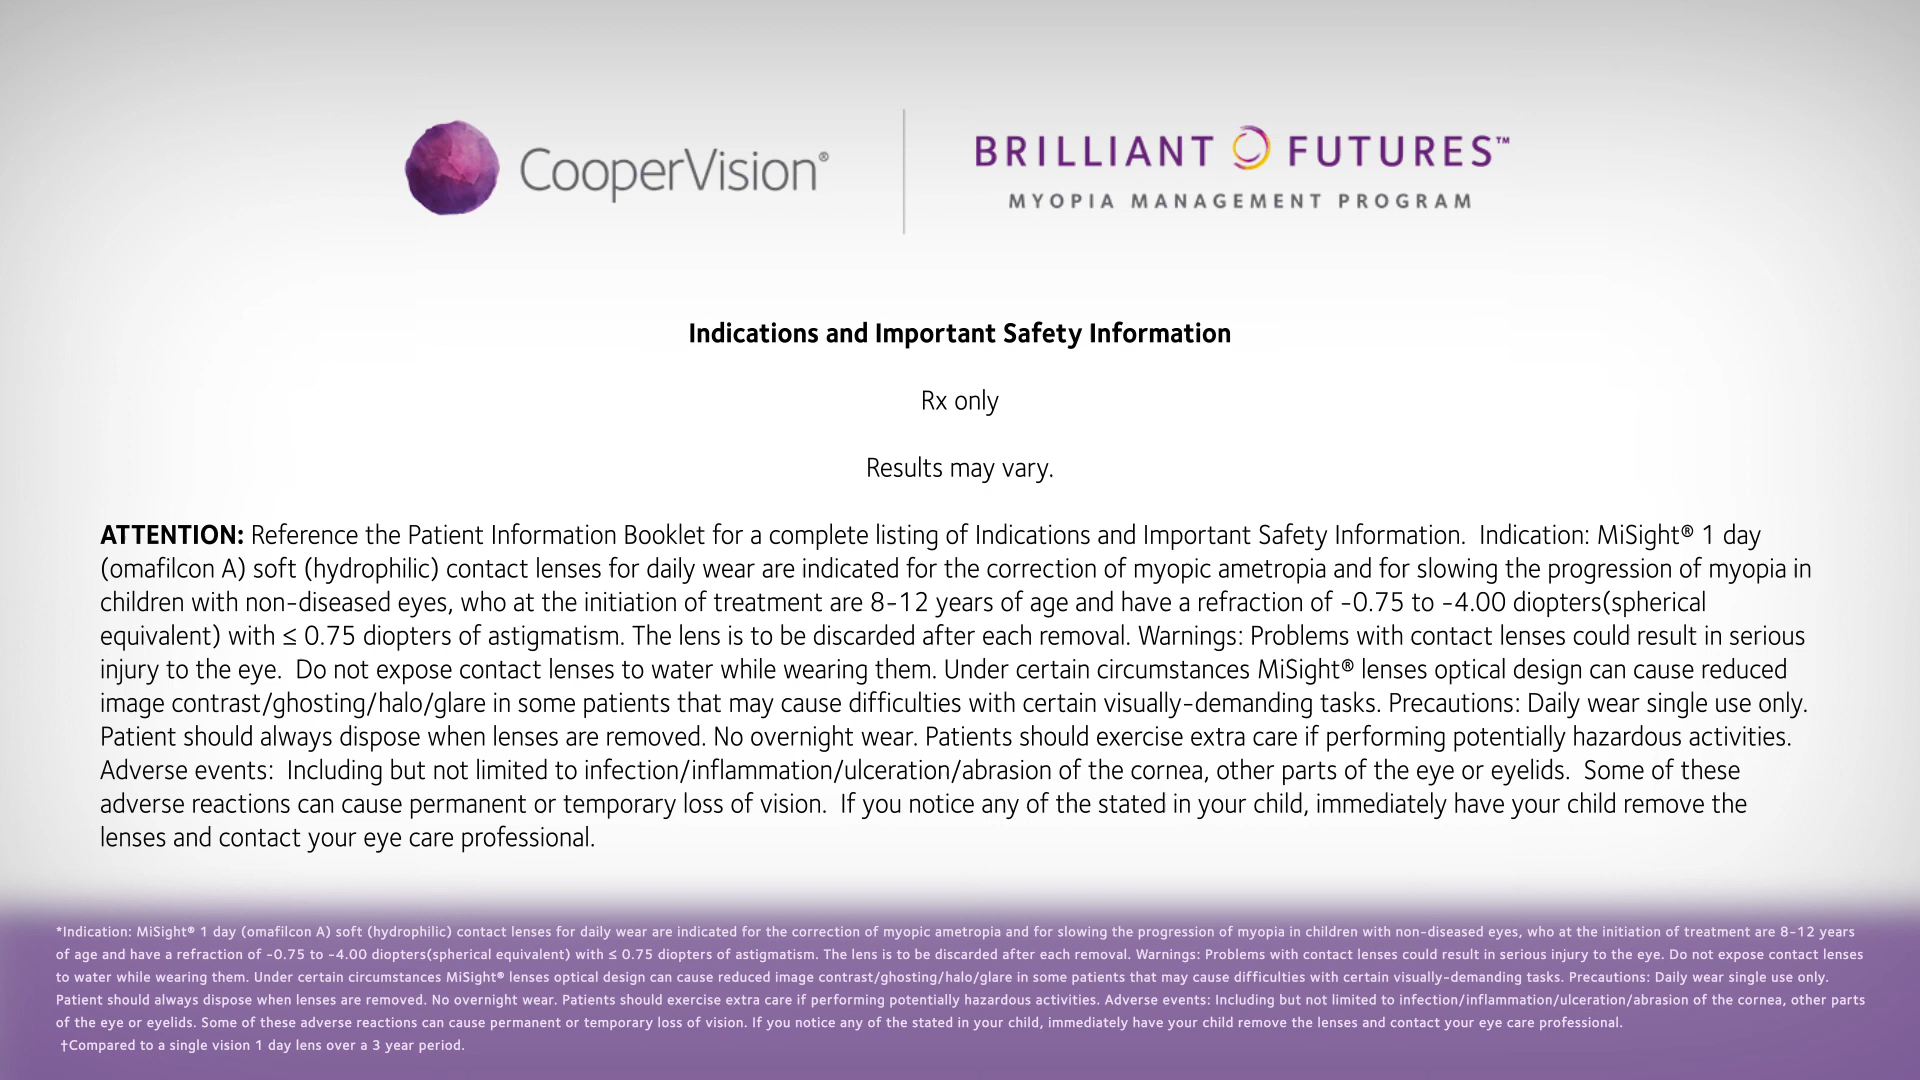 CooperVision®
BRILLIANT FUTURES™
MYOPIA MANAGEMENT PROGRAM
Indications and Important Safety Information
Rx only
Results may vary.
ATTENTION: Reference the Patient Information Booklet for a complete listing of Indications and Important Safety Information.  Indication: MiSight® 1 day
(omafilcon A) soft (hydrophilic) contact lenses for daily wear are indicated for the correction of myopic ametropia and for slowing the progression of myopia in
children with non-diseased eyes, who at the initiation of treatment are 8-12 years of age and have a refraction of -0.75 to -4.00 diopters(spherical
equivalent) with ≤ 0.75 diopters of astigmatism. The lens is to be discarded after each removal. Warnings: Problems with contact lenses could result in serious
injury to the eye.  Do not expose contact lenses to water while wearing them. Under certain circumstances MiSight® lenses optical design can cause reduced
image contrast/ghosting/halo/glare in some patients that may cause difficulties with certain visually-demanding tasks. Precautions: Daily wear single use only.
Patient should always dispose when lenses are removed. No overnight wear. Patients should exercise extra care if performing potentially hazardous activities.
Adverse events:  Including but not limited to infection/inflammation/ulceration/abrasion of the cornea, other parts of the eye or eyelids.  Some of these
adverse reactions can cause permanent or temporary loss of vision.  If you notice any of the stated in your child, immediately have your child remove the
lenses and contact your eye care professional.
*Indication: MiSight® 1 day (omafilcon A) soft (hydrophilic) contact lenses for daily wear are indicated for the correction of myopic ametropia and for slowing the progression of myopia in children with non-diseased eyes, who at the initiation of treatment are 8-12 years
of age and have a refraction of -0.75 to -4.00 diopters(spherical equivalent) with ≤ 0.75 diopters of astigmatism. The lens is to be discarded after each removal. Warnings: Problems with contact lenses could result in serious injury to the eye. Do not expose contact lenses
to water while wearing them. Under certain circumstances MiSight® lenses optical design can cause reduced image contrast/ghosting/halo/glare in some patients that may cause difficulties with certain visually-demanding tasks. Precautions: Daily wear single use only.
Patient should always dispose when lenses are removed. No overnight wear. Patients should exercise extra care if performing potentially hazardous activities. Adverse events: Including but not limited to infection/inflammation/ulceration/abrasion of the cornea, other parts
of the eye or eyelids. Some of these adverse reactions can cause permanent or temporary loss of vision. If you notice any of the stated in your child, immediately have your child remove the lenses and contact your eye care professional.
†Compared to a single vision 1 day lens over a 3 year period.